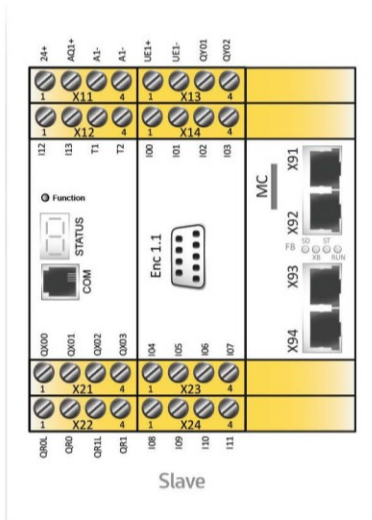 24+ AQ1+ A1- A1- UE1+ UE1- QY01 QY02
1 X11 4 1 X13 4
1 X12 4 1 X14 4
I12 I13 T1 T2 I00 I01 I02 I03
Function
STATUS
COM
Enc 1.1
MC
X91
X92
FB SD ST
XB RUN
X93
X94
QX00 QX01 QX02 QX03 I04 I05 I06 I07
1 X21 4 1 X23 4
1 X22 4 1 X24 4
QR0L QR0 QR1L QR1 I08 I09 I10 I11
Slave